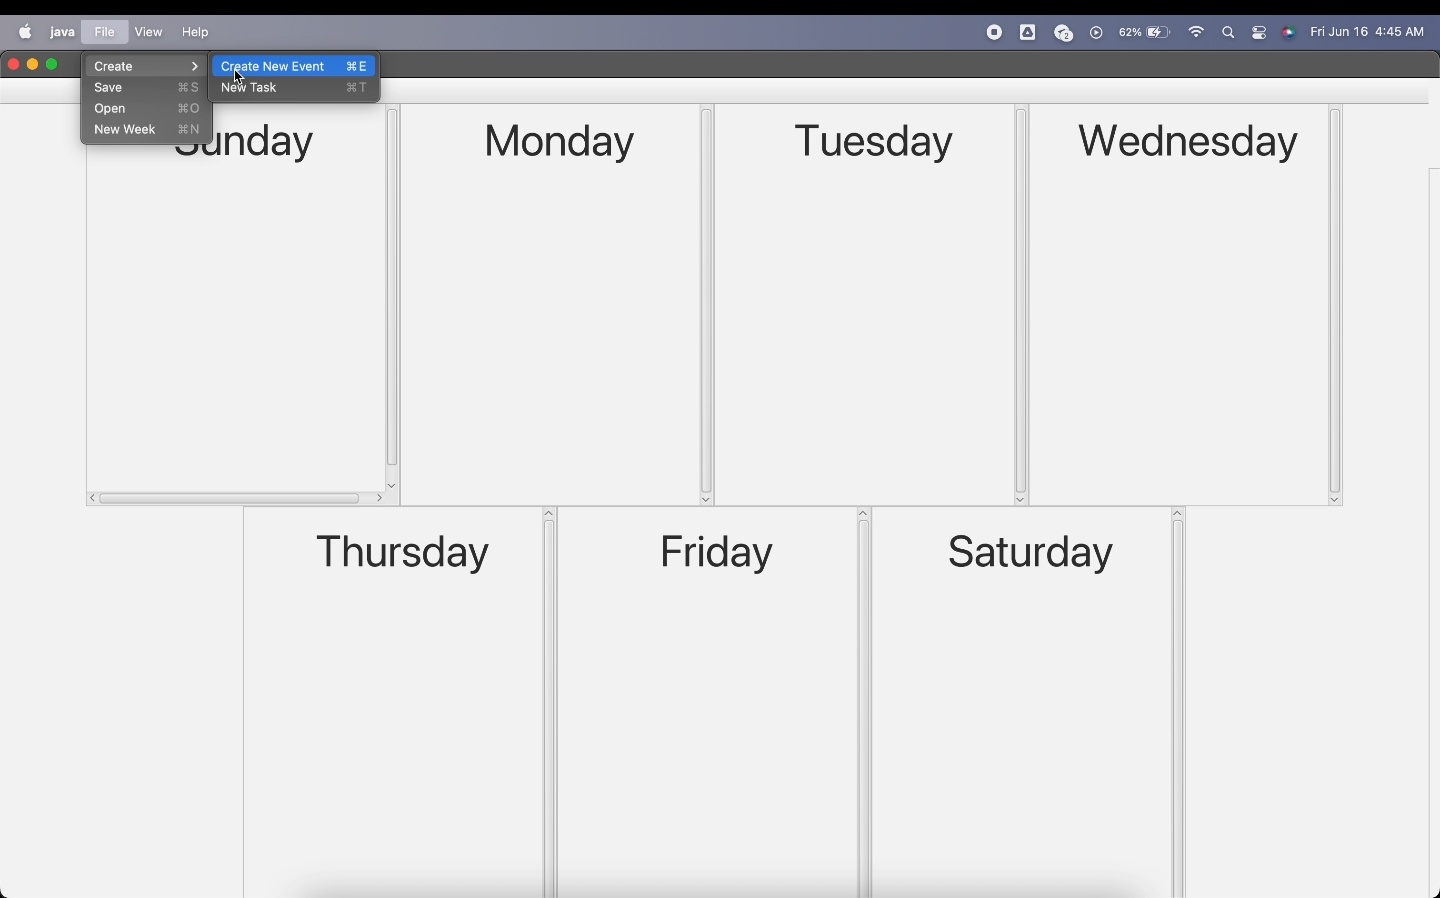 java File View Help 62% Fri Jun 16 4:45 AM
Create > Create New Event ⌘E
Save ⌘S New Task ⌘T
Open ⌘O
New Week ⌘N
Sunday Monday Tuesday Wednesday
Thursday Friday Saturday